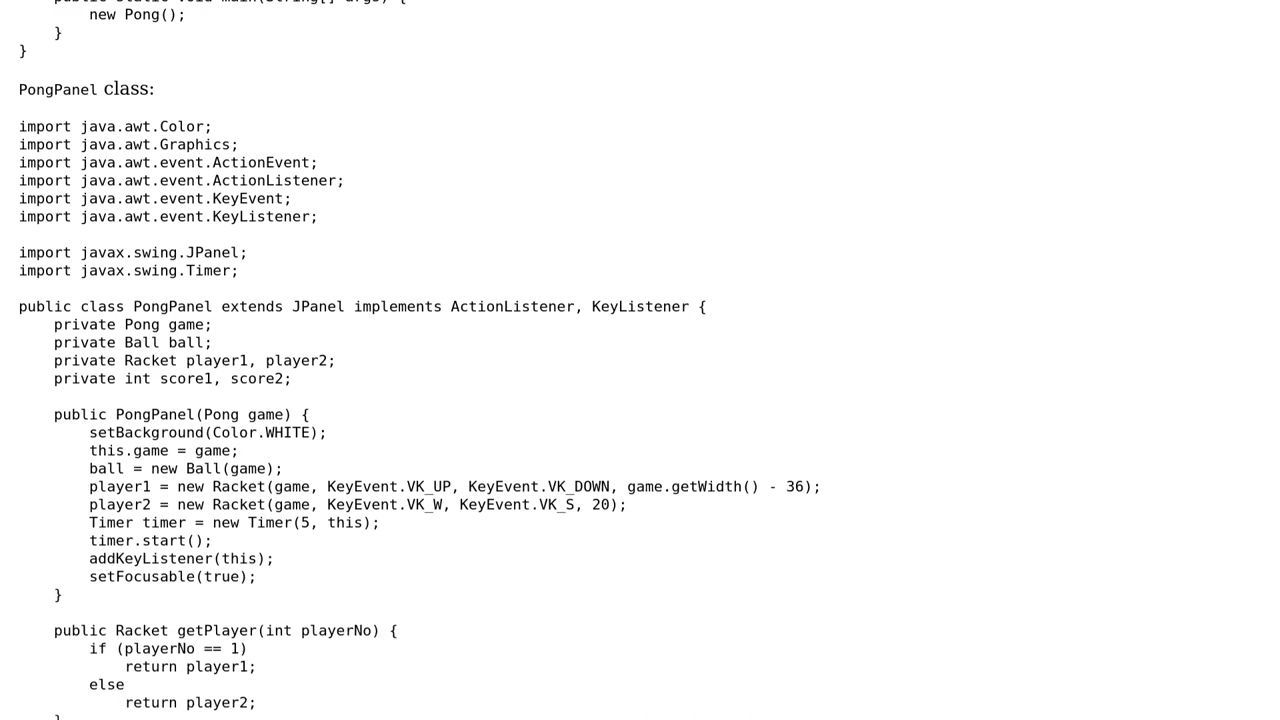 public static void main(String[] args) {
        new Pong();
    }
}
PongPanel class:
import java.awt.Color;
import java.awt.Graphics;
import java.awt.event.ActionEvent;
import java.awt.event.ActionListener;
import java.awt.event.KeyEvent;
import java.awt.event.KeyListener;
import javax.swing.JPanel;
import javax.swing.Timer;
public class PongPanel extends JPanel implements ActionListener, KeyListener {
    private Pong game;
    private Ball ball;
    private Racket player1, player2;
    private int score1, score2;
    public PongPanel(Pong game) {
        setBackground(Color.WHITE);
        this.game = game;
        ball = new Ball(game);
        player1 = new Racket(game, KeyEvent.VK_UP, KeyEvent.VK_DOWN, game.getWidth() - 36);
        player2 = new Racket(game, KeyEvent.VK_W, KeyEvent.VK_S, 20);
        Timer timer = new Timer(5, this);
        timer.start();
        addKeyListener(this);
        setFocusable(true);
    }
    public Racket getPlayer(int playerNo) {
        if (playerNo == 1)
            return player1;
        else
            return player2;
    }